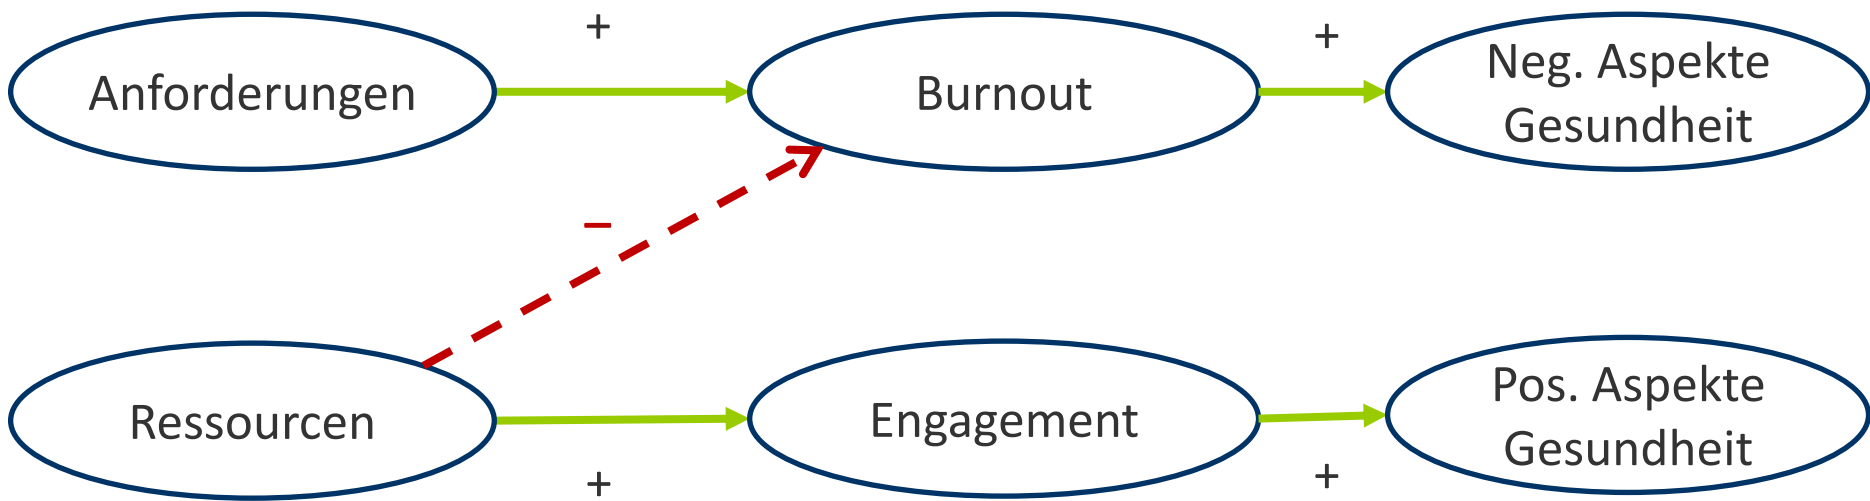 +
+
Anforderungen
Burnout
Neg. Aspekte
Gesundheit
–
Ressourcen
Engagement
Pos. Aspekte
Gesundheit
+
+